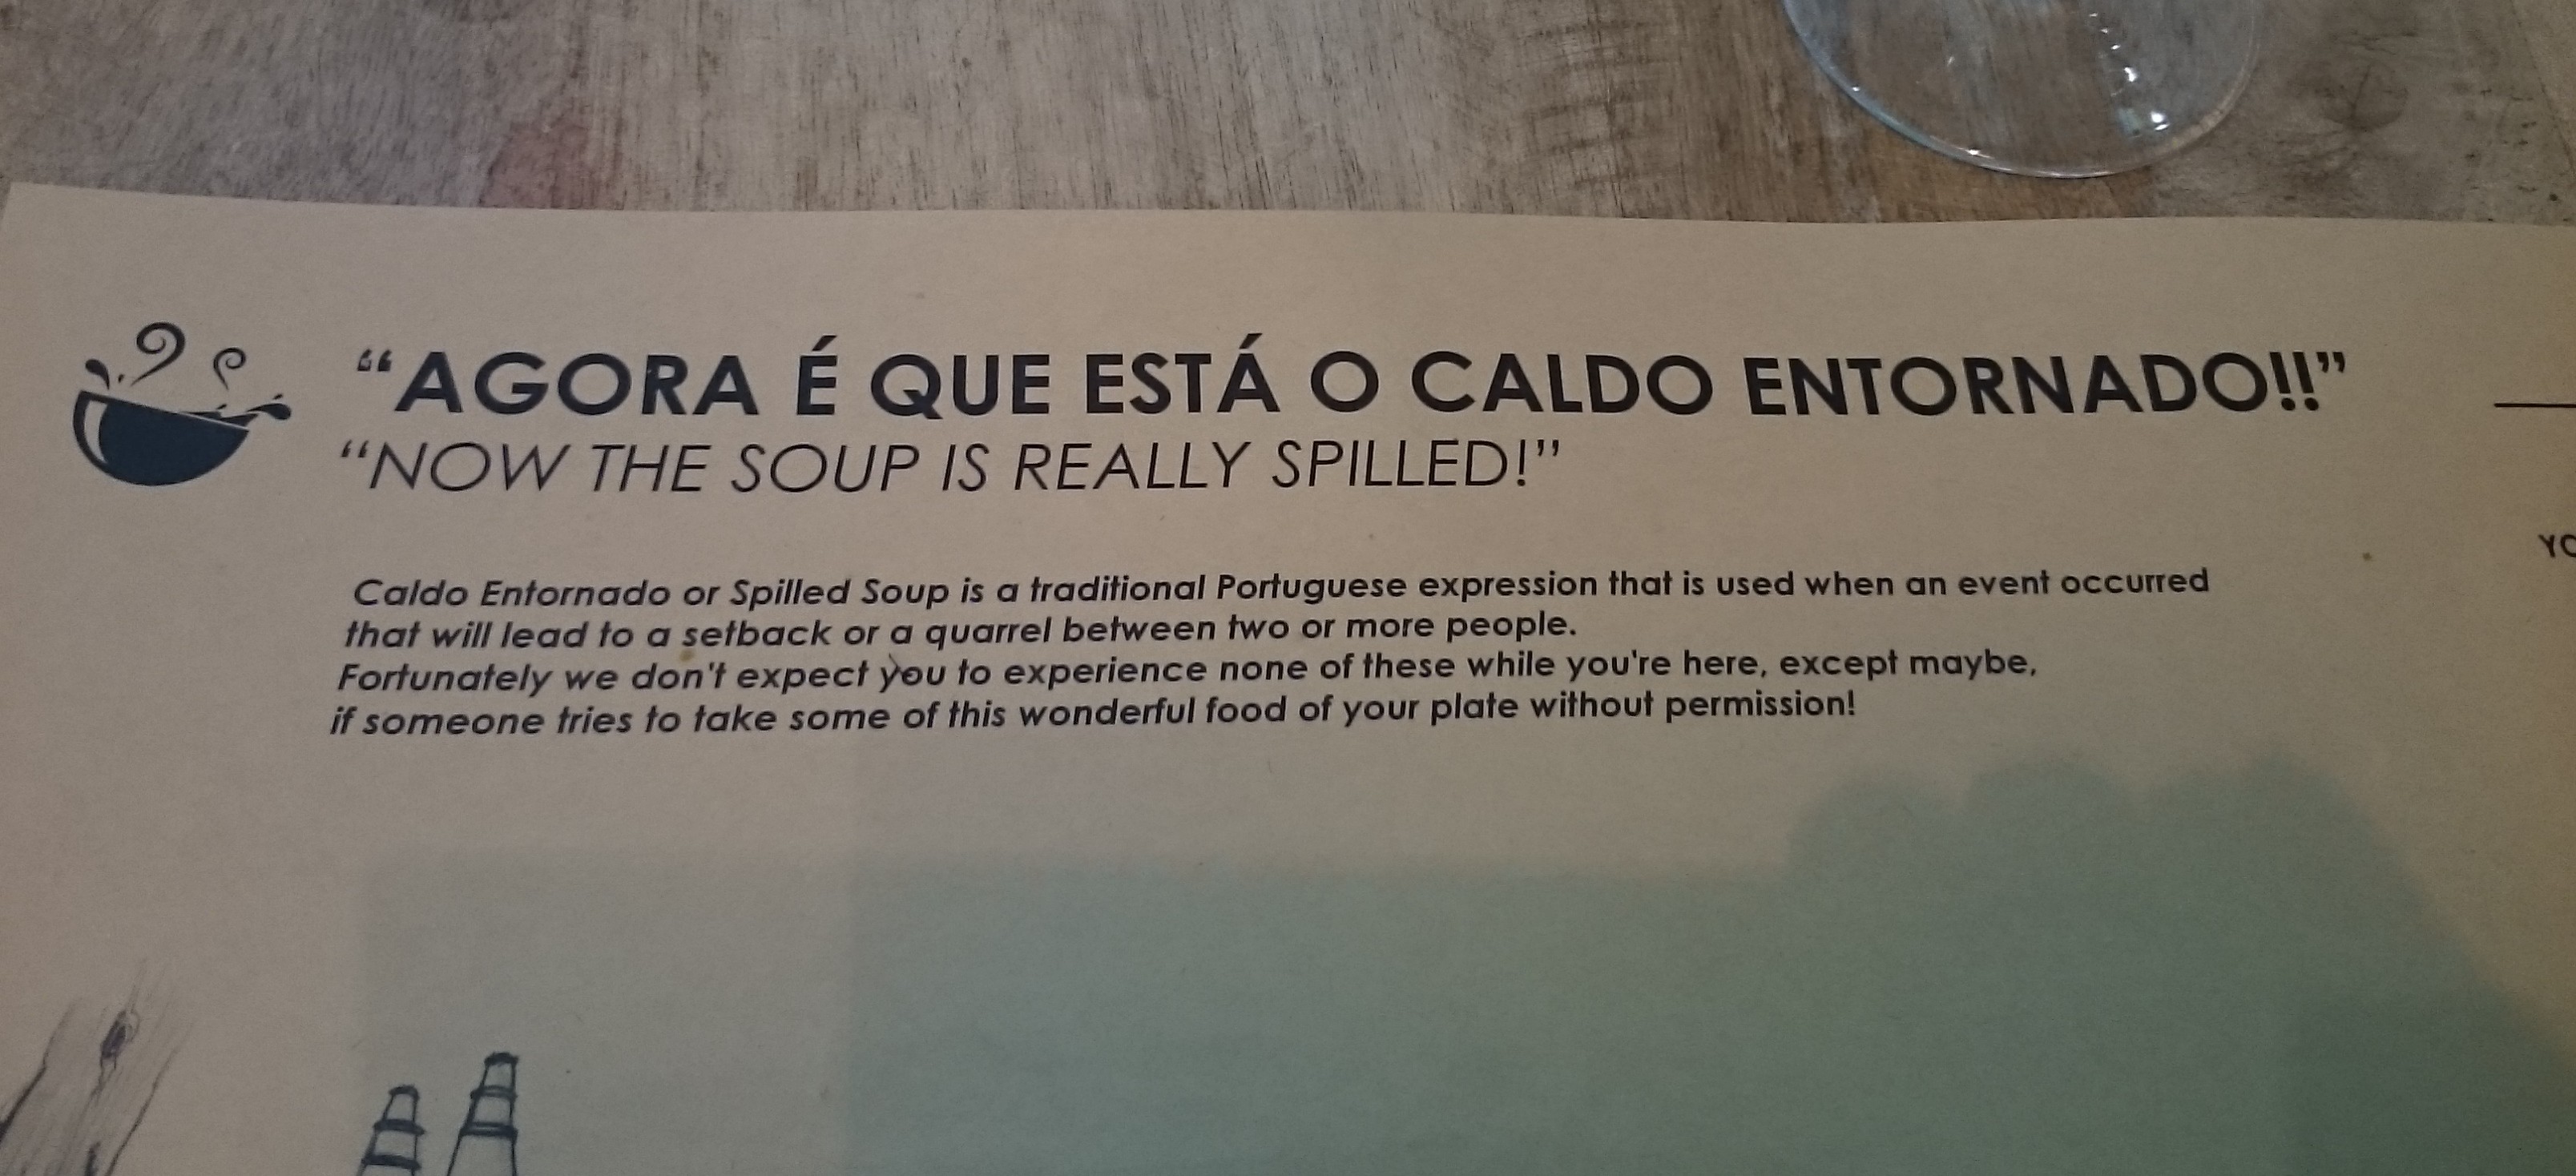 “AGORA É QUE ESTÁ O CALDO ENTORNADO!!”
“NOW THE SOUP IS REALLY SPILLED!”
Caldo Entornado or Spilled Soup is a traditional Portuguese expression that is used when an event occurred
that will lead to a setback or a quarrel between two or more people.
Fortunately we don't expect you to experience none of these while you're here, except maybe,
if someone tries to take some of this wonderful food of your plate without permission!